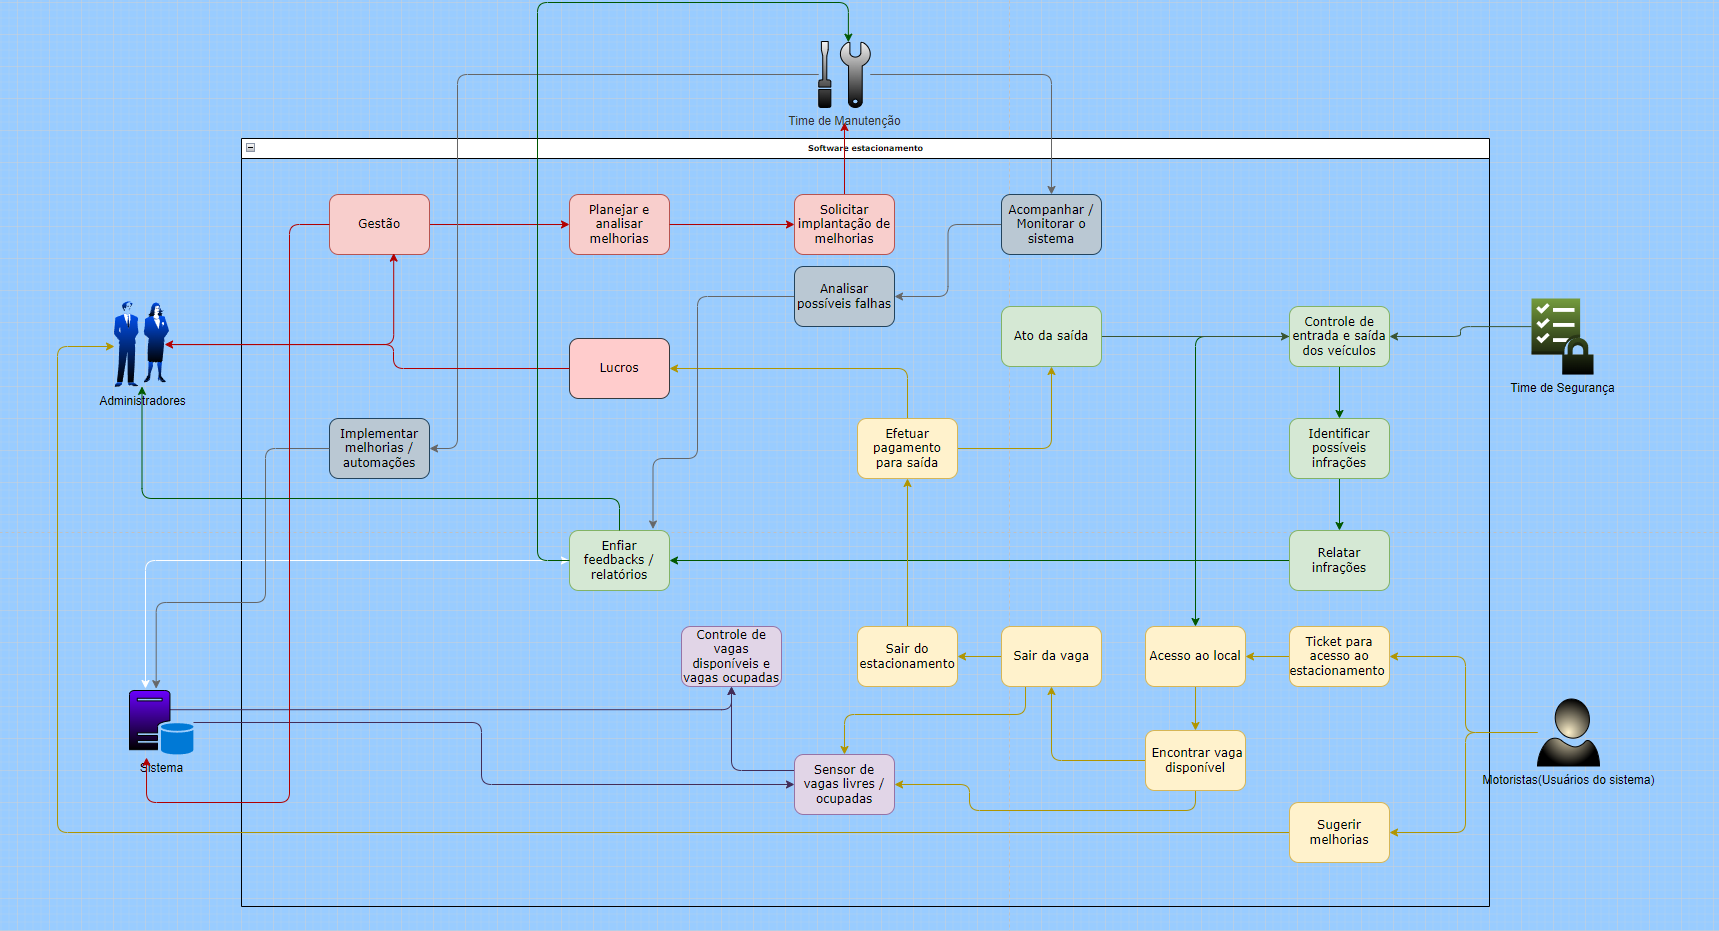 Time de Manutenção
Software estacionamento
Gestão
Planejar e
analisar
melhorias
Solicitar
implantação de
melhorias
Acompanhar /
Monitorar o
sistema
Analisar
possíveis falhas
Ato da saída
Controle de
entrada e saída
dos veículos
Time de Segurança
Lucros
Administradores
Implementar
melhorias /
automações
Efetuar
pagamento
para saída
Identificar
possíveis
infrações
Enfiar
feedbacks /
relatórios
Relatar
infrações
Controle de
vagas
disponíveis e
vagas ocupadas
Sair do
estacionamento
Sair da vaga
Acesso ao local
Ticket para
acesso ao
estacionamento
Sistema
Sensor de
vagas livres /
ocupadas
Encontrar vaga
disponível
Motoristas(Usuários do sistema)
Sugerir
melhorias